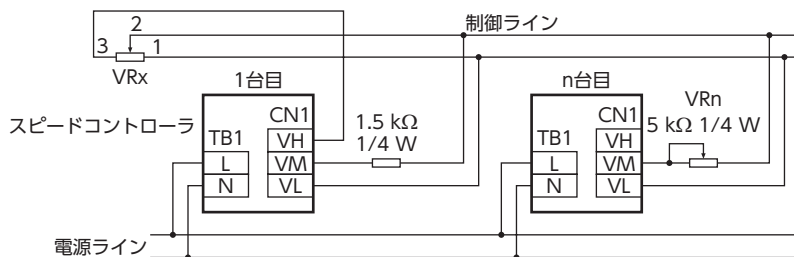 2
制御ライン
3
1
VRx
1台目
n台目
スピードコントローラ
CN1
1.5 kΩ
1/4 W
TB1
VH
L
VM
N
VL
CN1
VRn
5 kΩ 1/4 W
TB1
VH
L
VM
N
VL
電源ライン